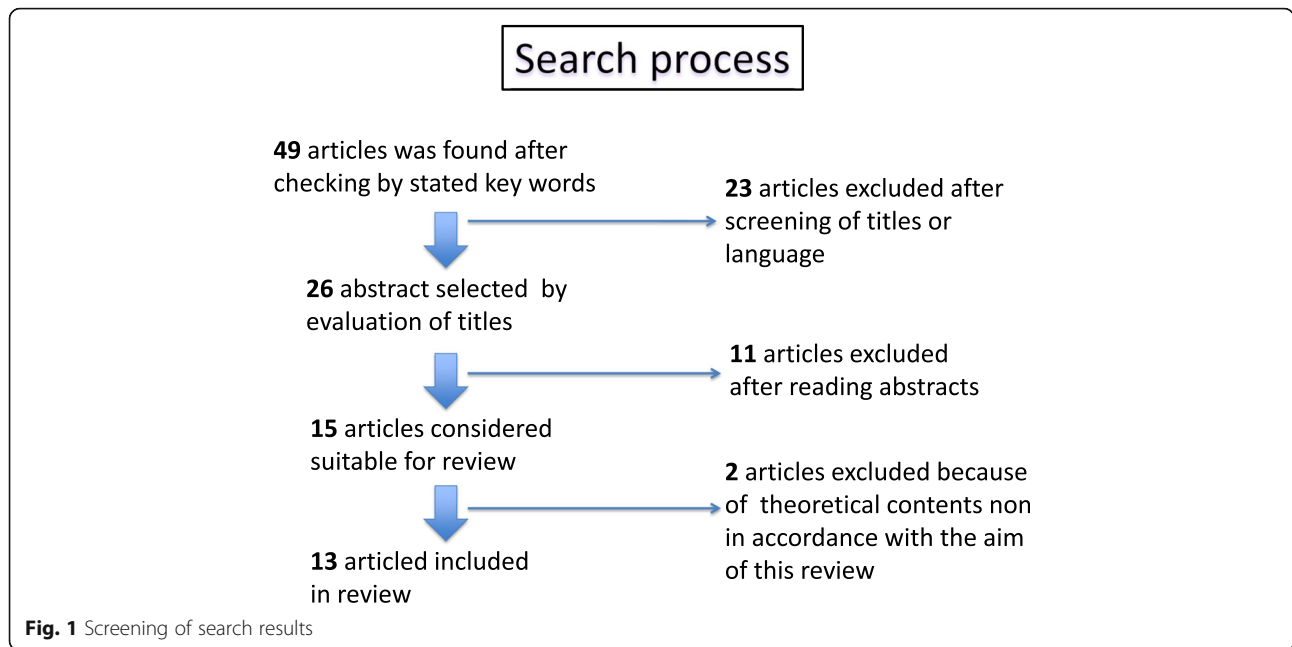 Search process
49 articles was found after
checking by stated key words
23 articles excluded after
screening of titles or
language
26 abstract selected by
evaluation of titles
11 articles excluded
after reading abstracts
15 articles considered
suitable for review
2 articles excluded because
of theoretical contents non
in accordance with the aim
of this review
13 articled included
in review
Fig. 1 Screening of search results